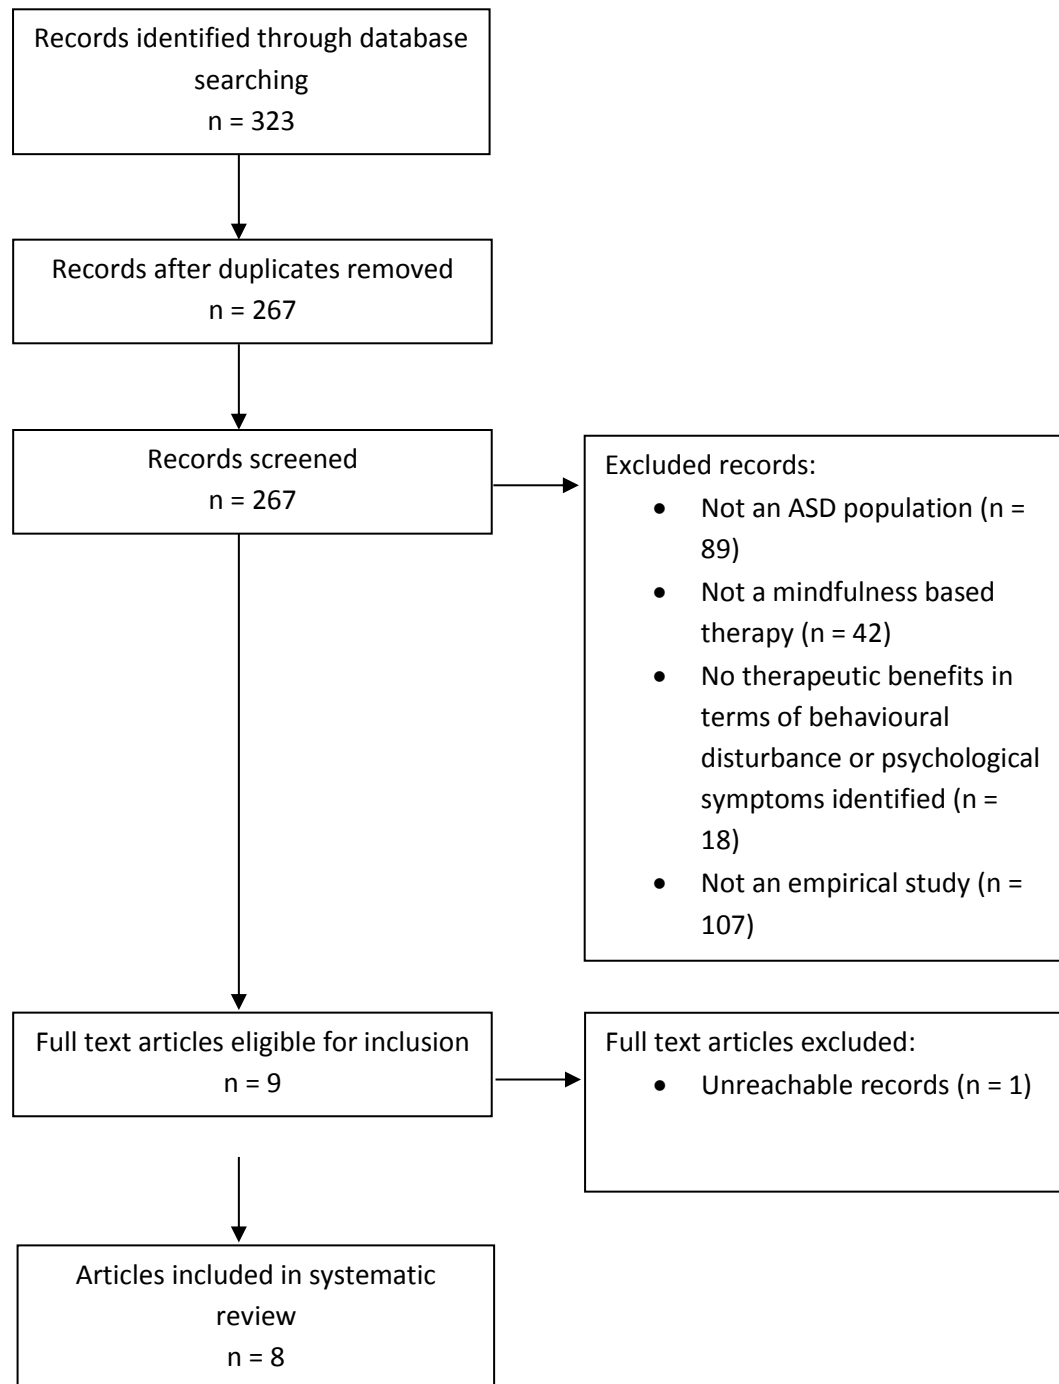 Records identified through database
searching
n = 323
Records after duplicates removed
n = 267
Records screened
n = 267
Excluded records:
• Not an ASD population (n =
89)
• Not a mindfulness based
therapy (n = 42)
• No therapeutic benefits in
terms of behavioural
disturbance or psychological
symptoms identified (n =
18)
• Not an empirical study (n =
107)
Full text articles eligible for inclusion
n = 9
Full text articles excluded:
• Unreachable records (n = 1)
Articles included in systematic
review
n = 8